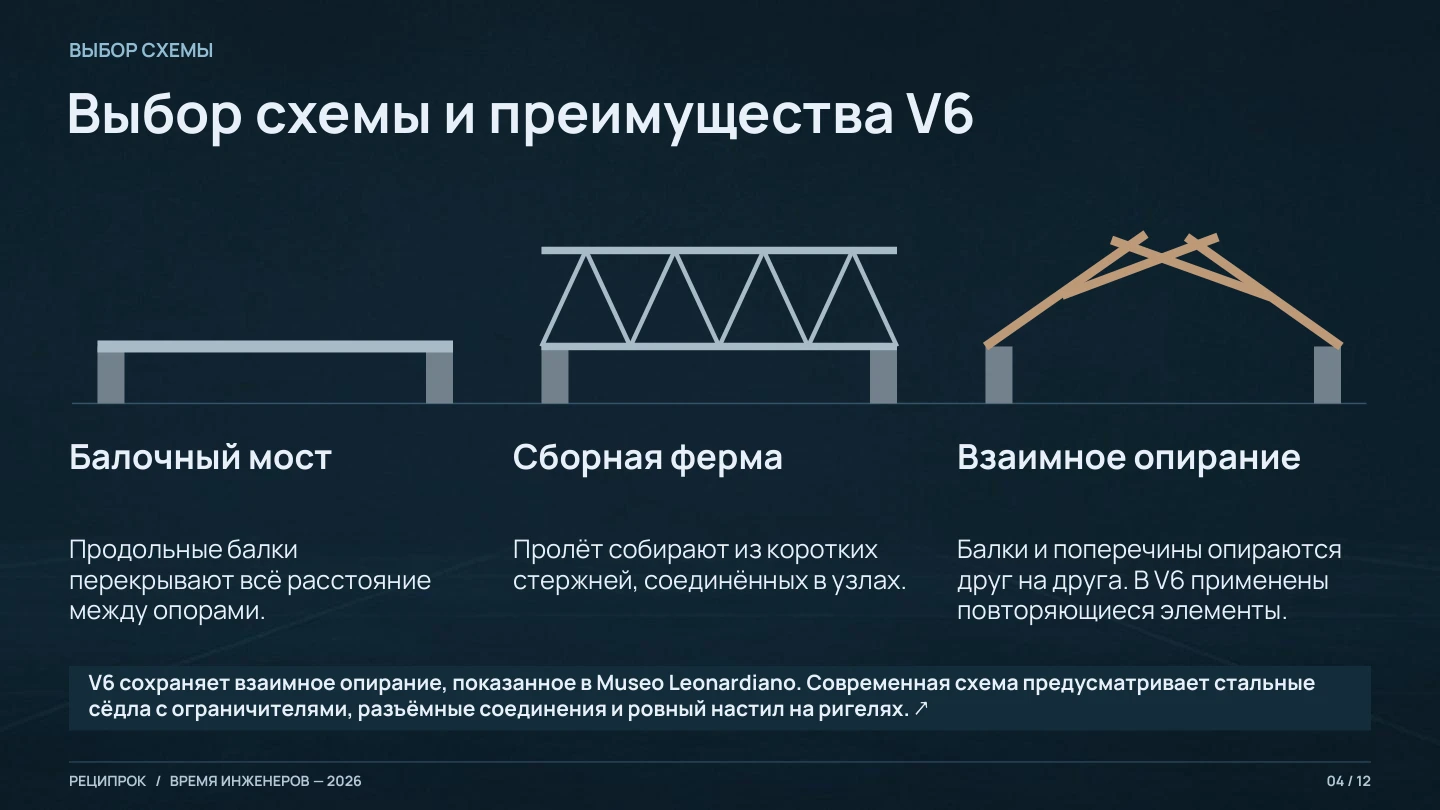 ВЫБОР СХЕМЫ
Выбор схемы и преимущества V6
Балочный мост
Продольные балки
перекрывают всё расстояние
между опорами.
Сборная ферма
Пролёт собирают из коротких
стержней, соединённых в узлах.
Взаимное опирание
Балки и поперечины опираются
друг на друга. В V6 применены
повторяющиеся элементы.
V6 сохраняет взаимное опирание, показанное в Museo Leonardiano. Современная схема предусматривает стальные
сёдла с ограничителями, разъёмные соединения и ровный настил на ригелях. ↗
РЕЦИПРОК / ВРЕМЯ ИНЖЕНЕРОВ — 2026
04 / 12